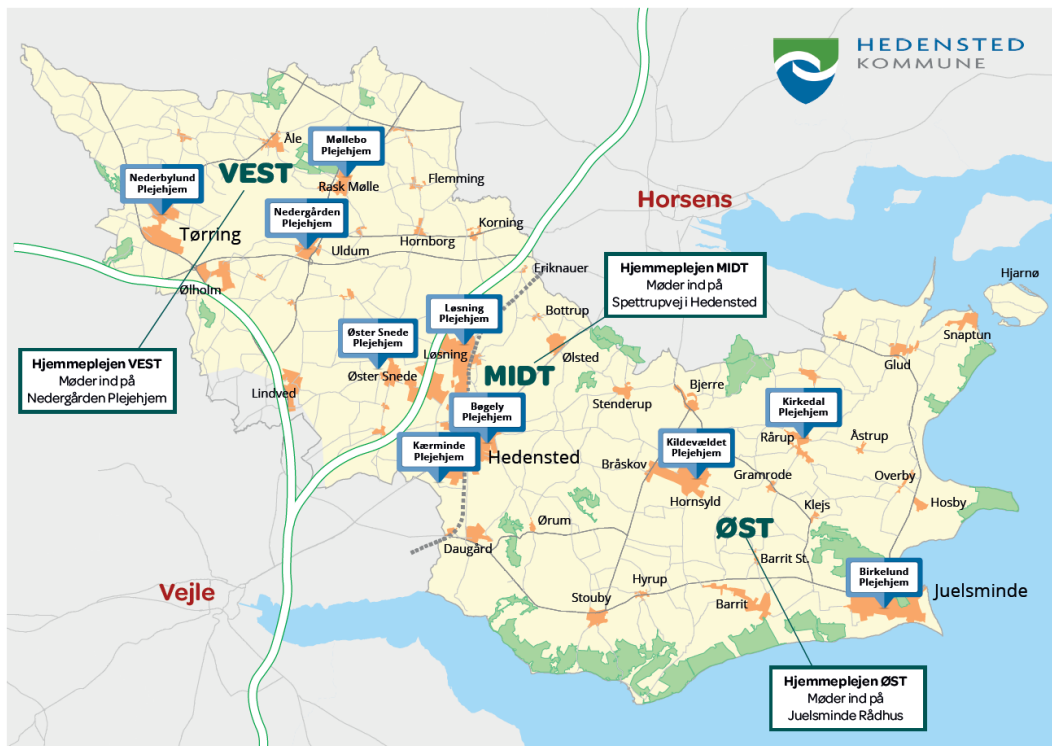 HEDENSTED
KOMMUNE
Åle
Møllebo
Plejehjem
VEST
Rask Mølle
Flemming
Nederbylund
Plejehjem
Horsens
Tørring
Nedergården
Plejehjem
Uldum
Hornborg
Korning
Eriknauer
Hjemmeplejen MIDT
Møder ind på
Spettrupvej i Hedensted
Hjarnø
Ølholm
Løsning
Plejehjem
Bottrup
Snaptun
Øster Snede
Plejehjem
Løsning
Ølsted
Glud
Hjemmeplejen VEST
Møder ind på
Nedergården Plejehjem
Øster Snede
MIDT
Lindved
Stenderup
Bjerre
Bøgely
Plejehjem
Kirkedal
Plejehjem
Rårup
Åstrup
Kærminde
Plejehjem
Hedensted
Kildevældet
Plejehjem
Bråskov
Gramrode
Overby
Hornsyld
Klejs
Hosby
Ørum
ØST
Daugård
Barrit St.
Vejle
Hyrup
Birkelund
Plejehjem
Juelsminde
Stouby
Barrit
Hjemmeplejen ØST
Møder ind på
Juelsminde Rådhus